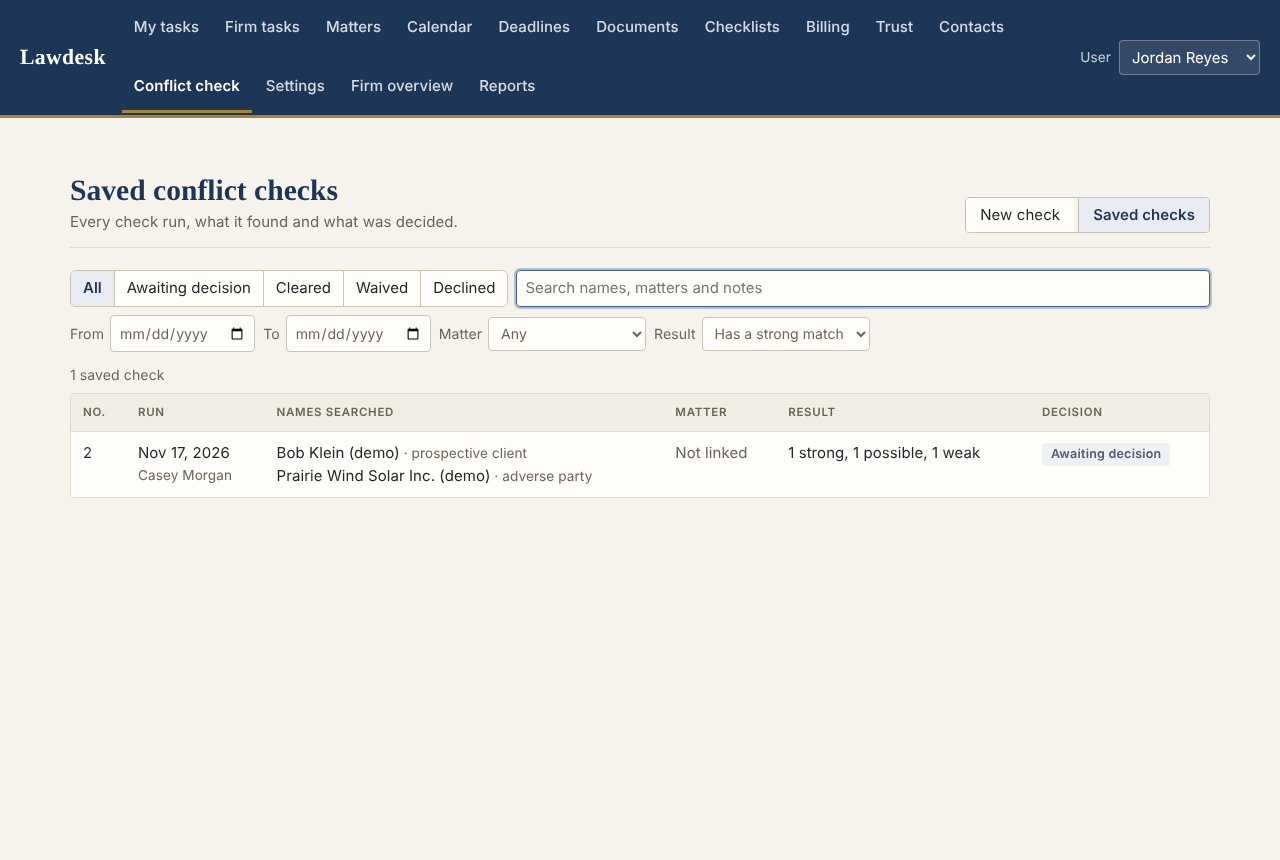 Lawdesk
My tasks Firm tasks Matters Calendar Deadlines Documents Checklists Billing Trust Contacts
Conflict check Settings Firm overview Reports
User Jordan Reyes
Saved conflict checks
Every check run, what it found and what was decided.
New check Saved checks
All Awaiting decision Cleared Waived Declined Search names, matters and notes
From mm/dd/yyyy To mm/dd/yyyy Matter Any Result Has a strong match
1 saved check
NO. RUN NAMES SEARCHED MATTER RESULT DECISION
2 Nov 17, 2026 Bob Klein (demo) · prospective client Not linked 1 strong, 1 possible, 1 weak Awaiting decision
Casey Morgan Prairie Wind Solar Inc. (demo) · adverse party